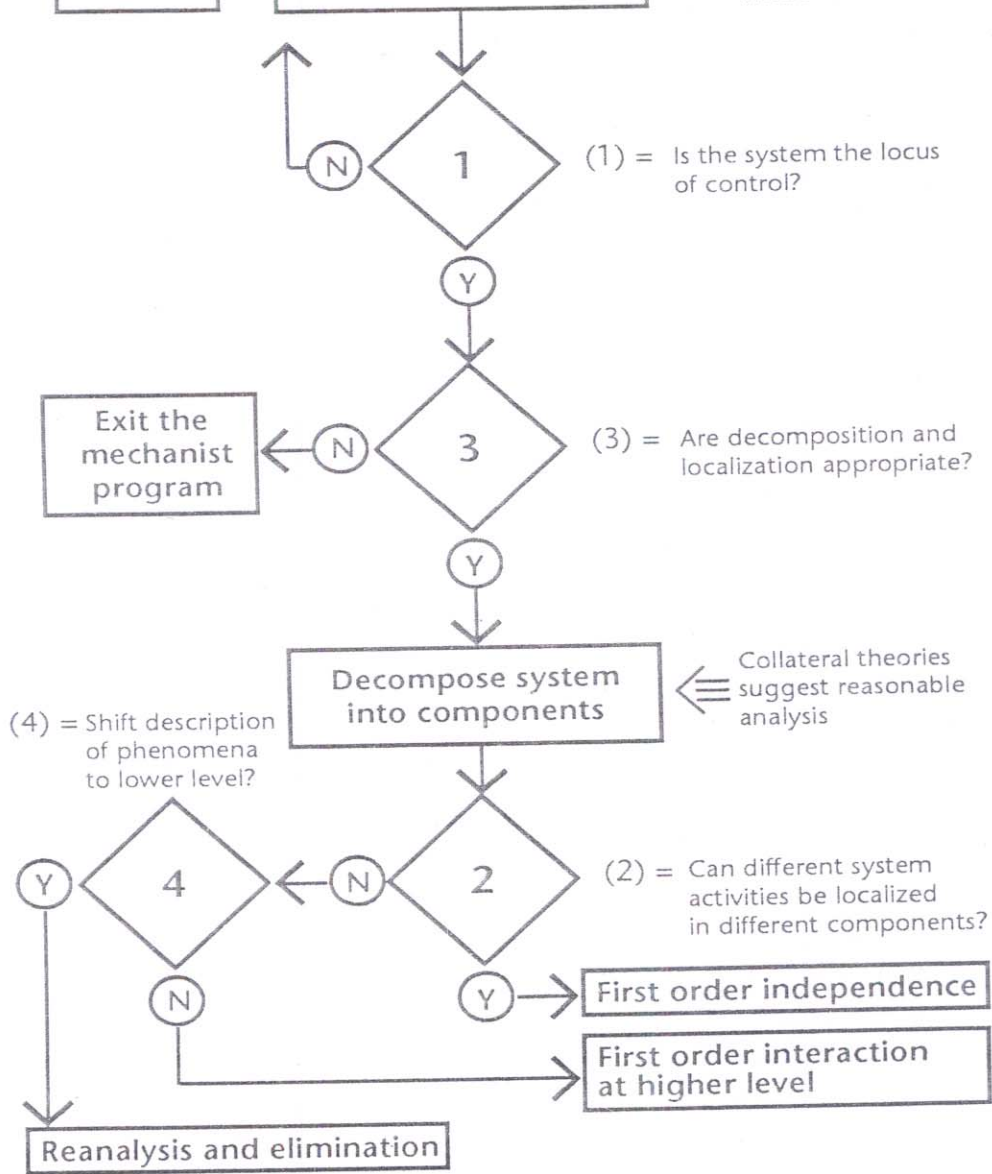 1
N
(1) = Is the system the locus
of control?
Y
3
N
Exit the
mechanist
program
(3) = Are decomposition and
localization appropriate?
Y
Decompose system
into components
Collateral theories
suggest reasonable
analysis
(4) = Shift description
of phenomena
to lower level?
Y
4
N
2
(2) = Can different system
activities be localized
in different components?
N
Y
First order independence
First order interaction
at higher level
Reanalysis and elimination